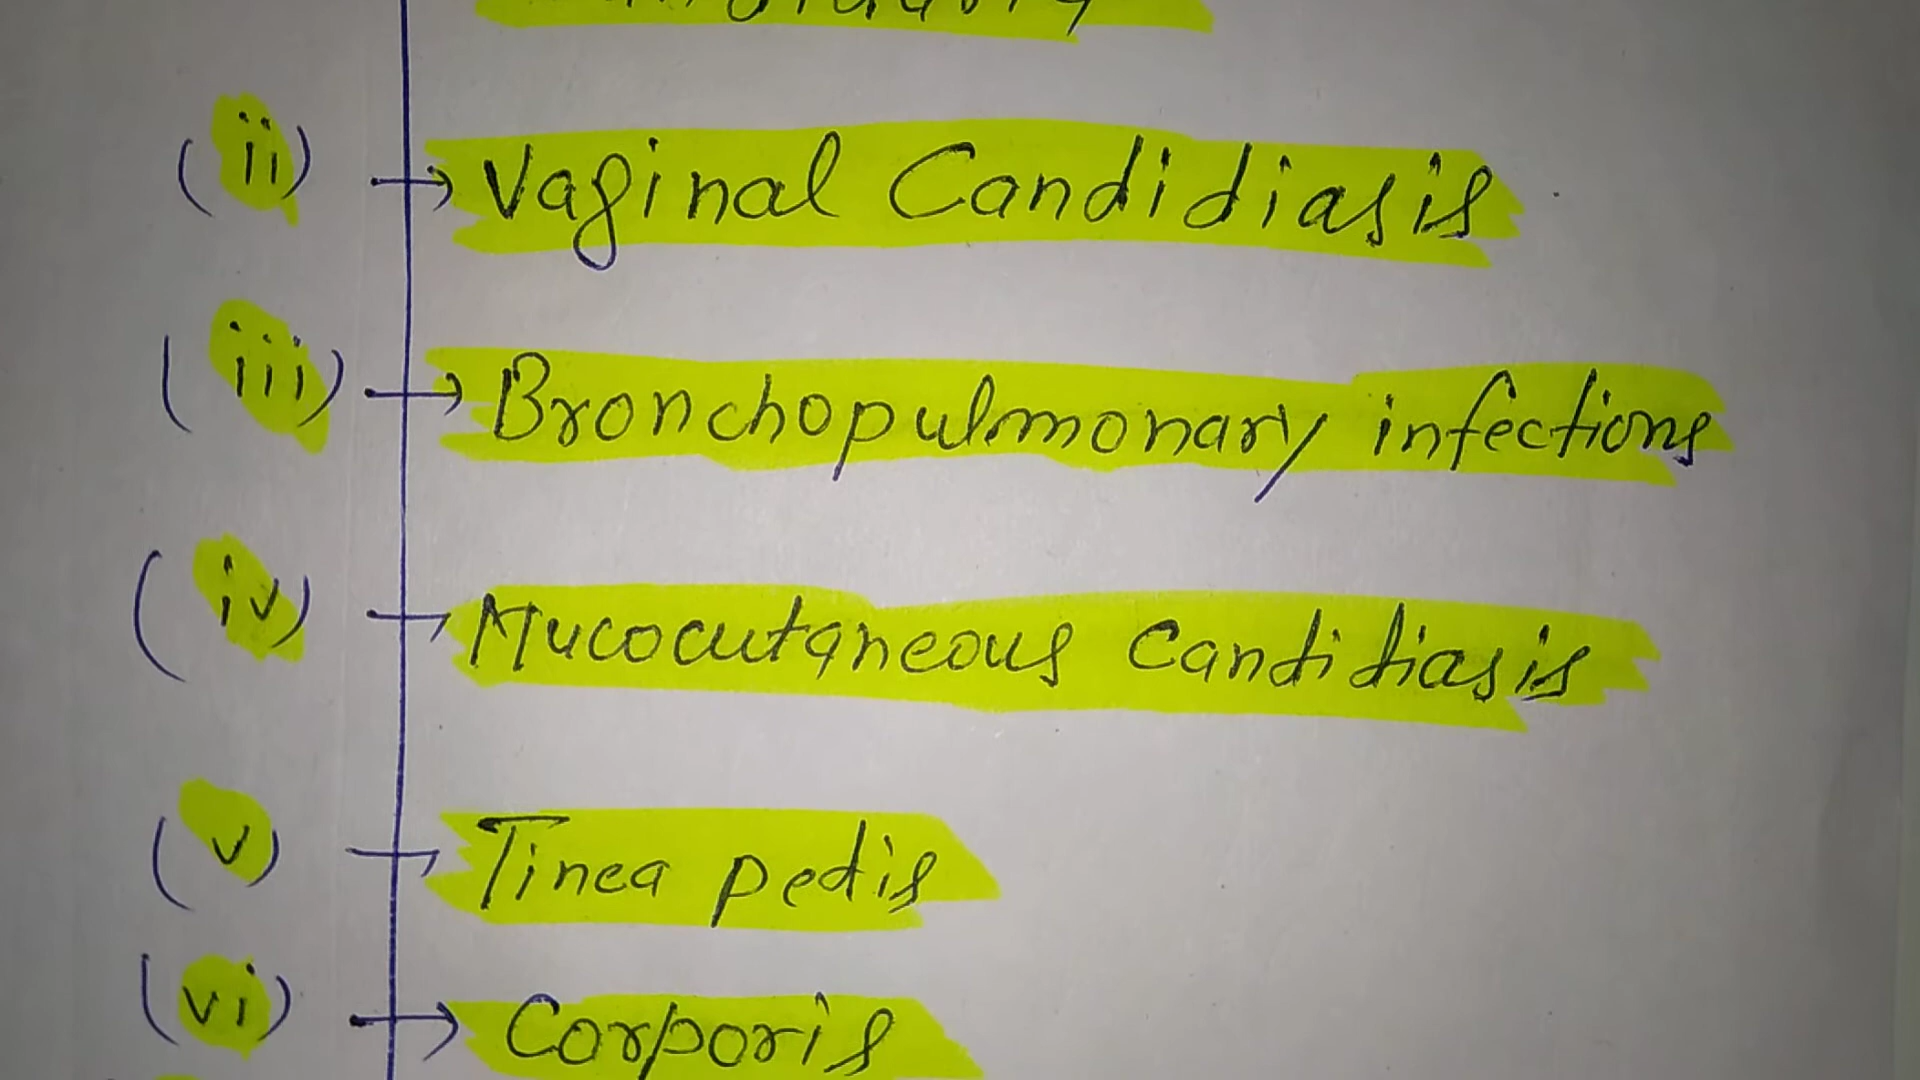 (ii) → Vaginal Candidiasis
(iii) → Bronchopulmonary infections
(iv) → Mucocutaneous Candidiasis
(v) → Tinea pedis
(vi) → Corporis